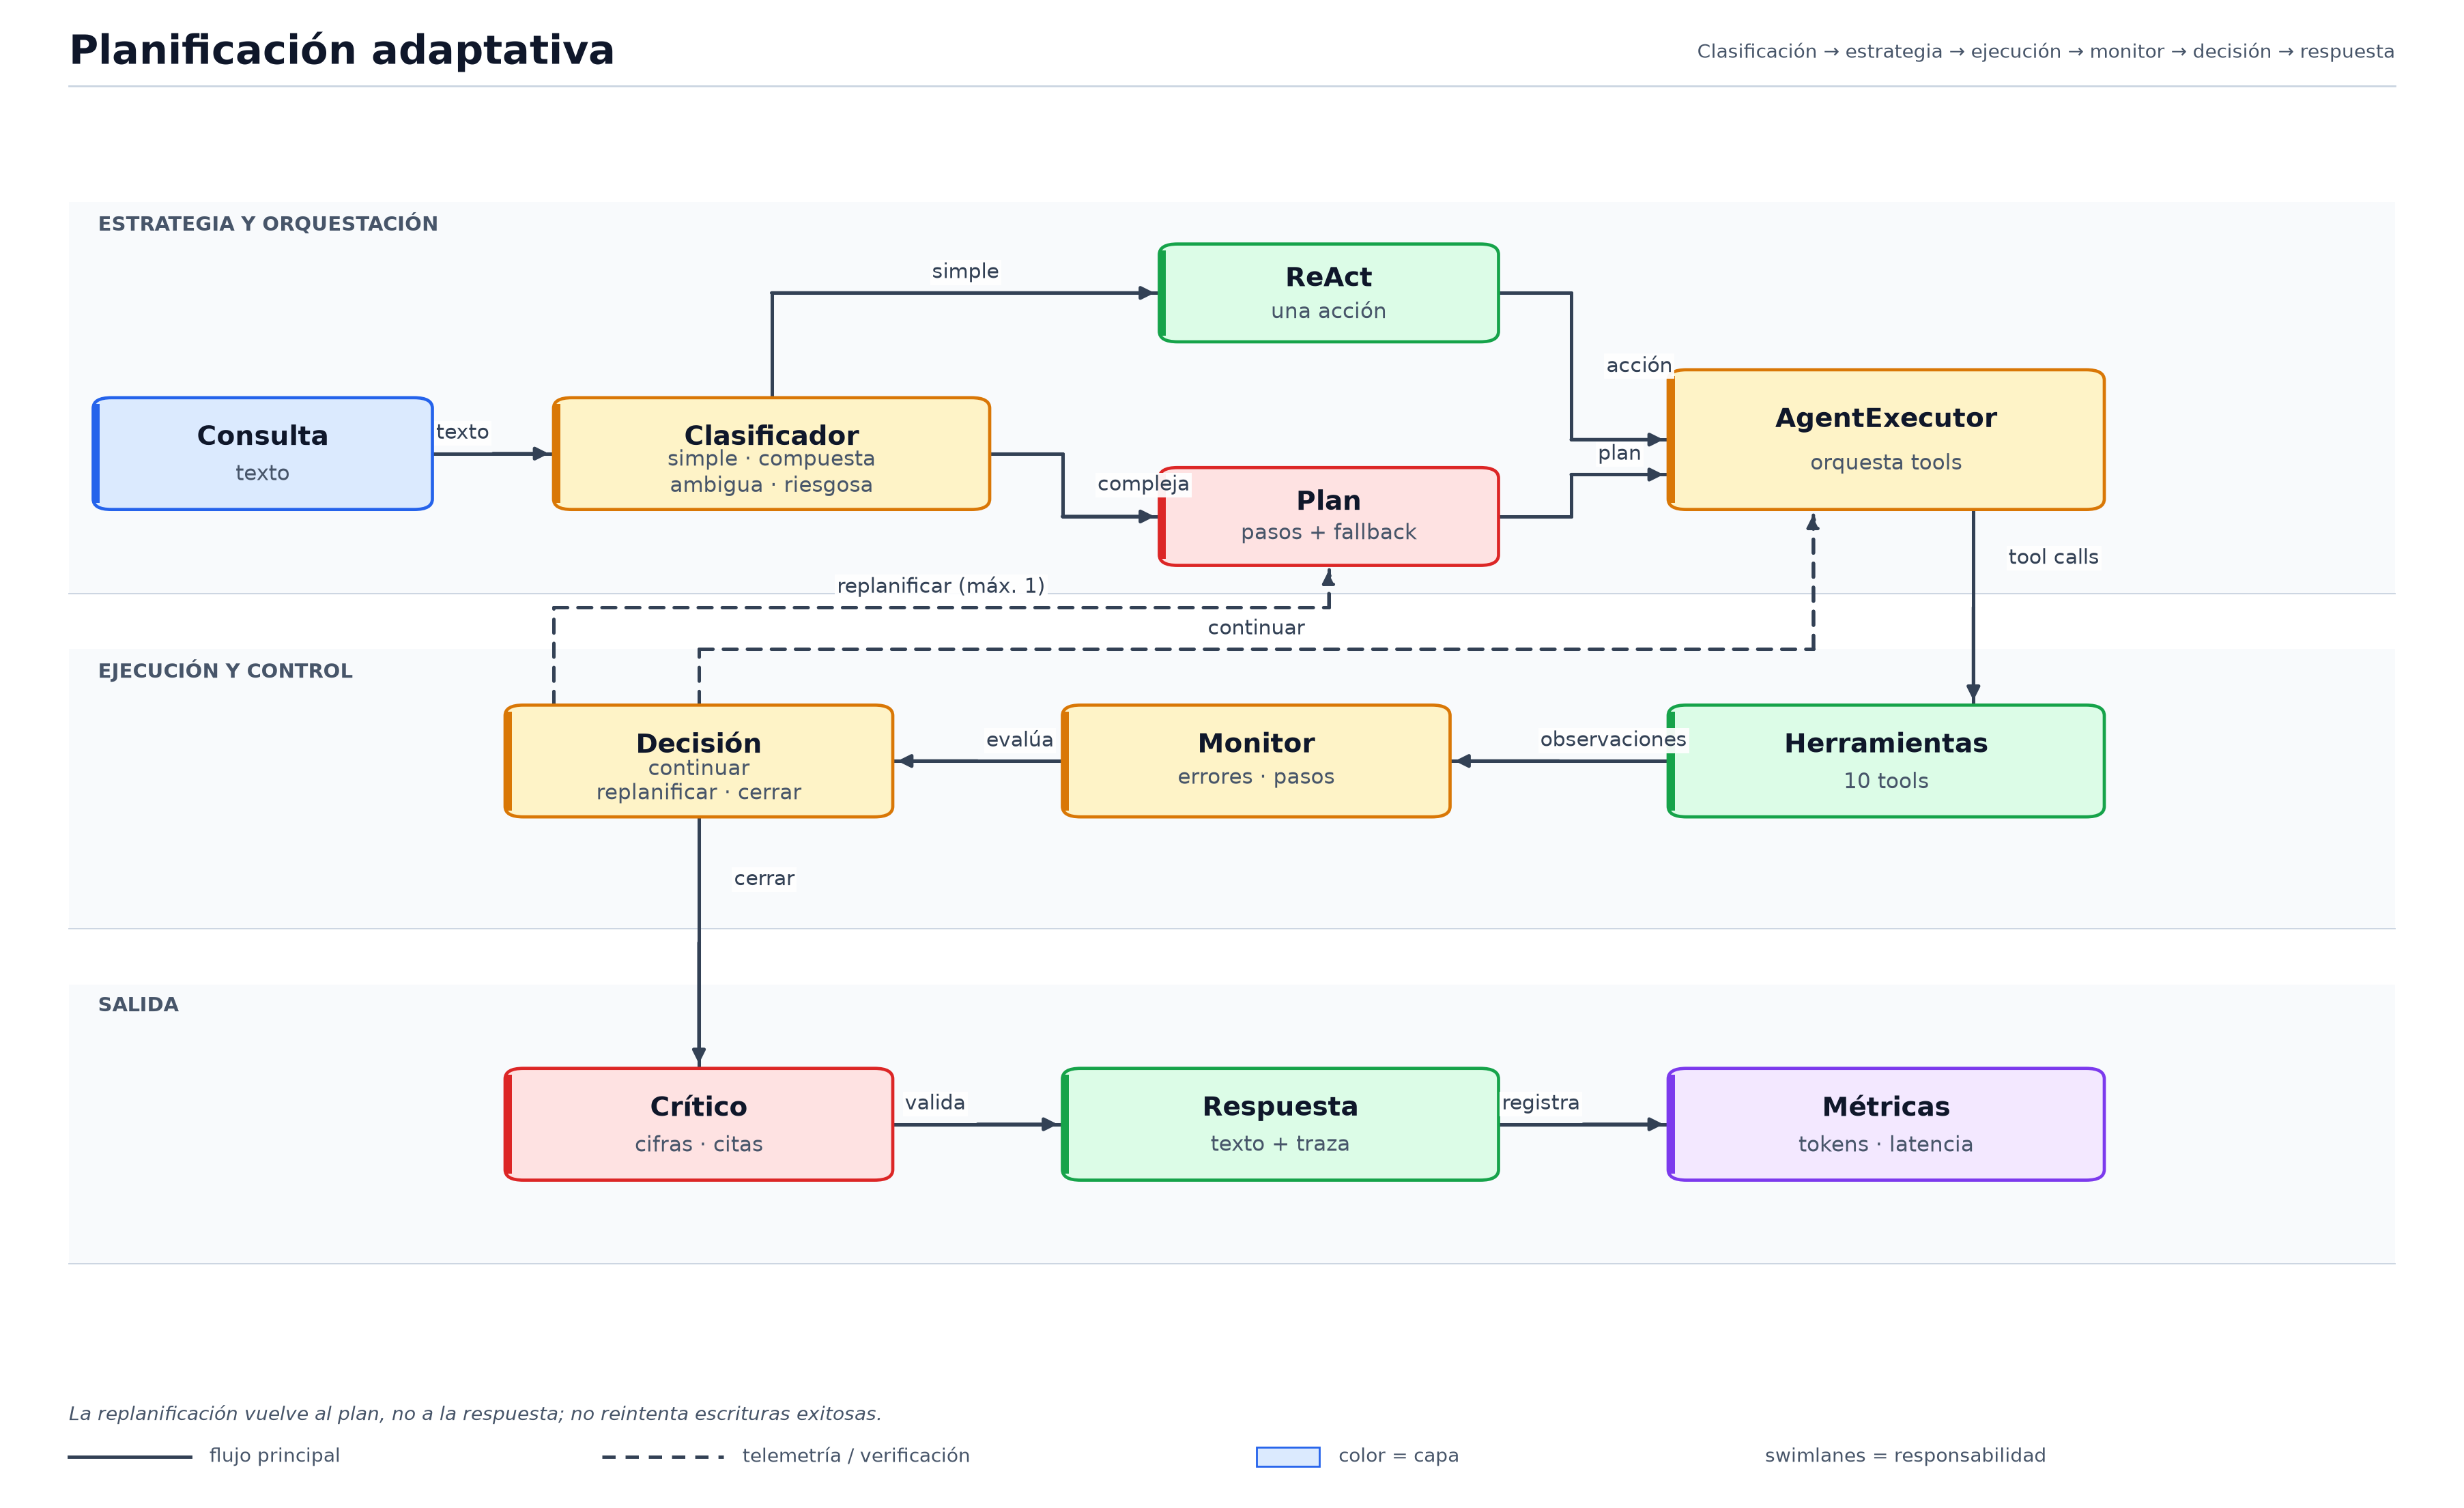 Planificación adaptativa
Clasificación → estrategia → ejecución → monitor → decisión → respuesta
ESTRATEGIA Y ORQUESTACIÓN
simple
ReAct
una acción
acción
Consulta
texto
texto
Clasificador
simple · compuesta
ambigua · riesgosa
compleja
Plan
pasos + fallback
plan
AgentExecutor
orquesta tools
tool calls
replanificar (máx. 1)
continuar
EJECUCIÓN Y CONTROL
Decisión
continuar
replanificar · cerrar
evalúa
Monitor
errores · pasos
observaciones
Herramientas
10 tools
cerrar
SALIDA
Crítico
cifras · citas
valida
Respuesta
texto + traza
registra
Métricas
tokens · latencia
La replanificación vuelve al plan, no a la respuesta; no reintenta escrituras exitosas.
flujo principal
telemetría / verificación
color = capa
swimlanes = responsabilidad